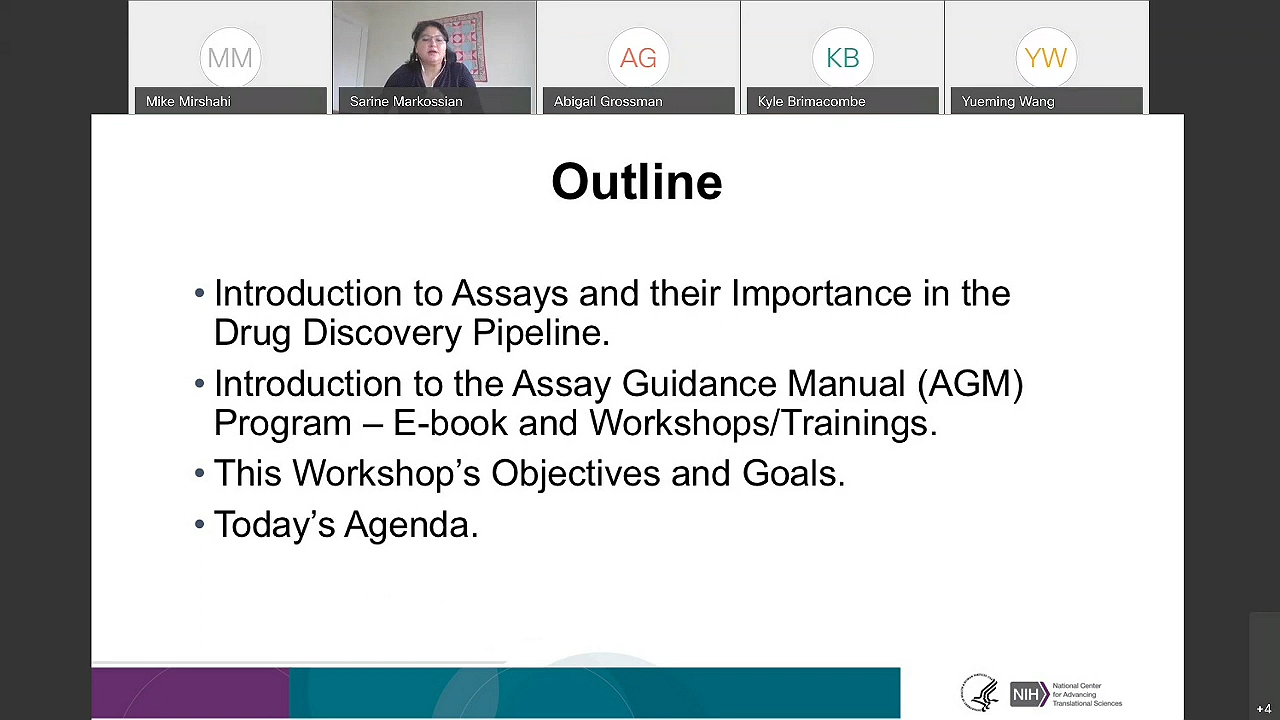 MM
AG
KB
YW
Mike Mirshahi
Sarine Markossian
Abigail Grossman
Kyle Brimacombe
Yueming Wang
Outline
• Introduction to Assays and their Importance in the
Drug Discovery Pipeline.
• Introduction to the Assay Guidance Manual (AGM)
Program – E-book and Workshops/Trainings.
• This Workshop’s Objectives and Goals.
• Today’s Agenda.
NIH
National Center
for Advancing
Translational Sciences
+4